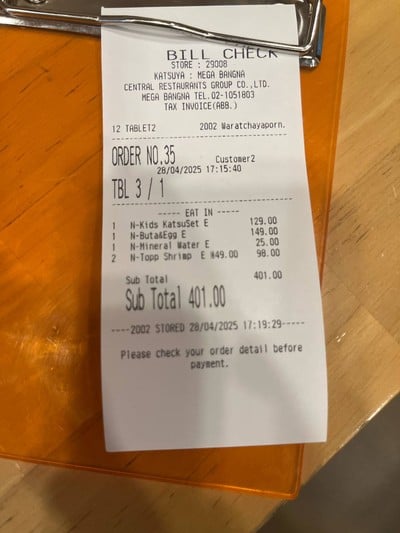 BILL CHECK
STORE : 29008
KATSUYA : MEGA BANGNA
CENTRAL RESTAURANTS GROUP CO.,LTD.
MEGA BANGNA TEL.02-1051803
TAX INVOICE(ABB.)
12 TABLET2 2002 Waratchayaporn.
ORDER NO.35 Customer2
28/04/2025 17:15:40
TBL 3 / 1
----- EAT IN -----
1 N-Kids KatsuSet E 129.00
1 N-Buta&Egg E 149.00
1 N-Mineral Water E 25.00
2 N-Topp Shrimp E ฿49.00 98.00
Sub Total 401.00
Sub Total 401.00
----2002 STORED 28/04/2025 17:19:29-----
Please check your order detail before
payment.